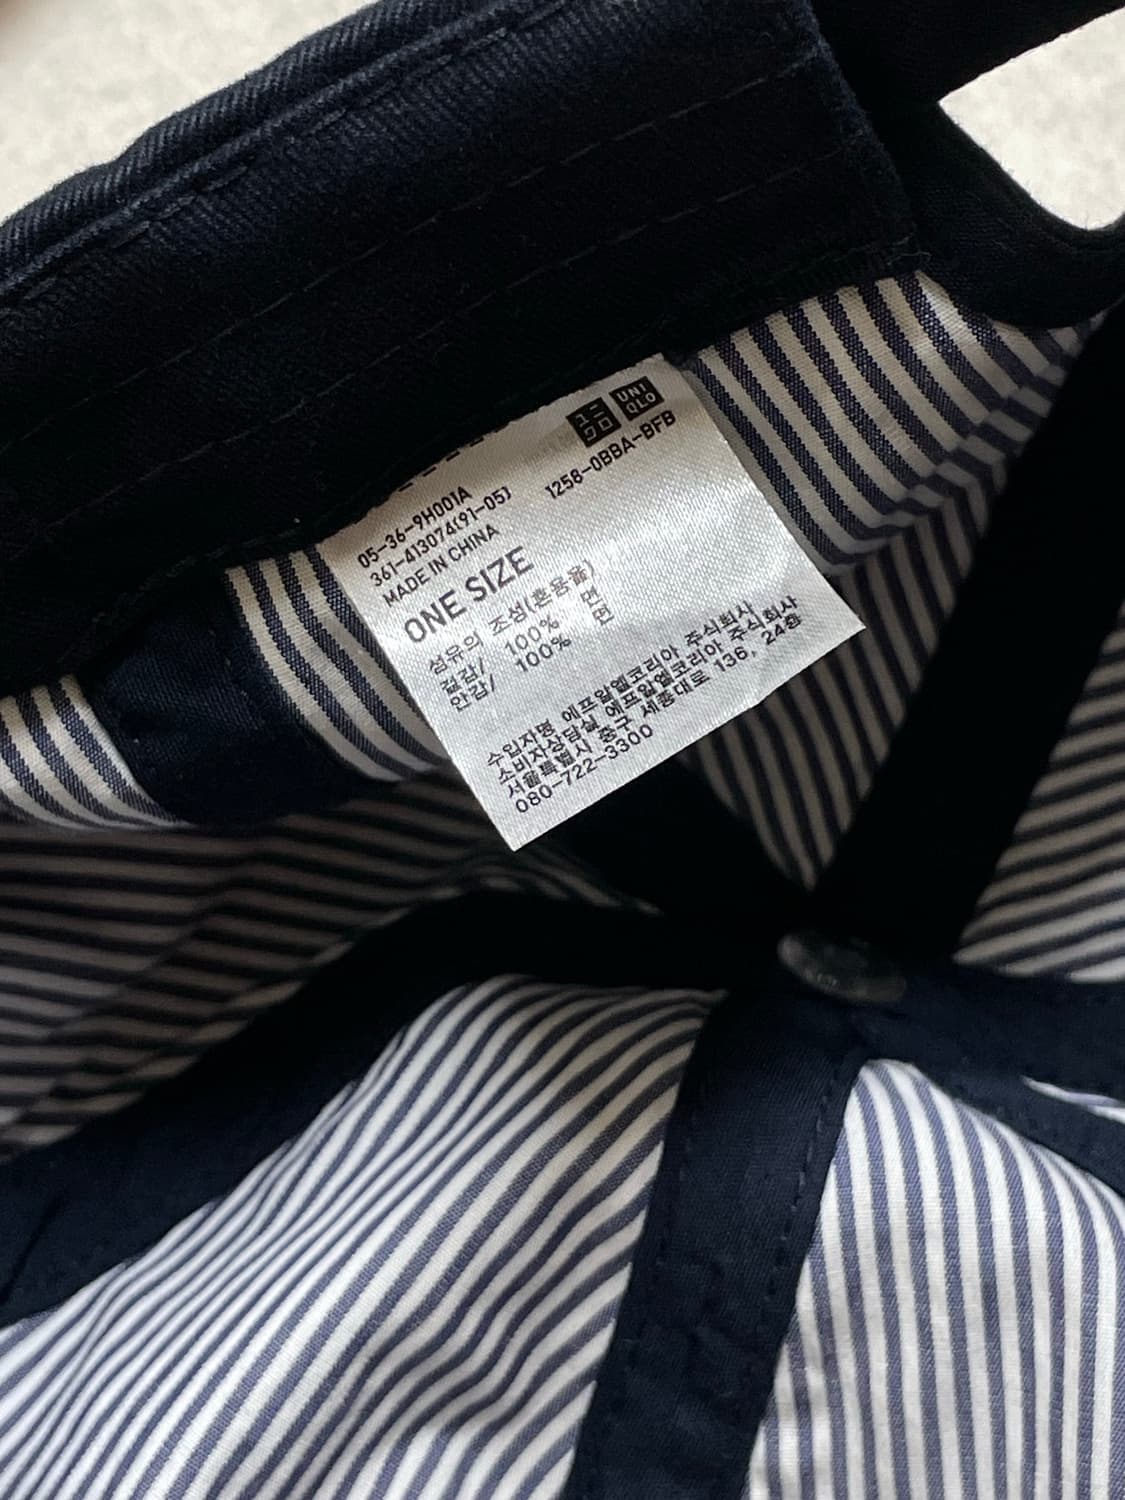 ユニ
クロ
UNI
QLO
1258-0BBA-BFB
05-36-9H001A
361-413074(91-05)
MADE IN CHINA
ONE SIZE
섬유의 조성(혼용율)
겉감/ 100% 면
안감/ 100% 면
수입자명 에프알엘코리아 주식회사
소비자상담실 에프알엘코리아 주식회사
서울특별시 중구 세종대로 136, 24층
080-722-3300